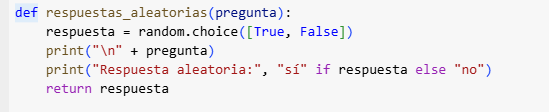 def respuestas_aleatorias(pregunta):
    respuesta = random.choice([True, False])
    print("\n" + pregunta)
    print("Respuesta aleatoria:", "sí" if respuesta else "no")
    return respuesta